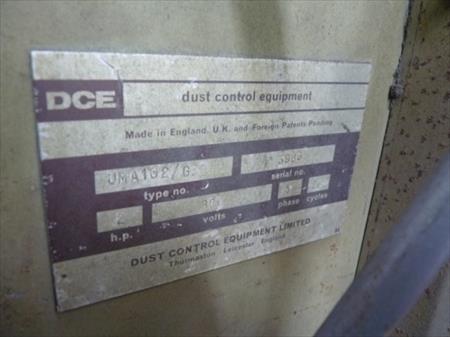 DCE dust control equipment
Made in England. U.K. and Foreign Patents Pending
UMA102/G
type no. serial no.
2
h.p. volts phase cycles
DUST CONTROL EQUIPMENT LIMITED
Thurmaston Leicester England